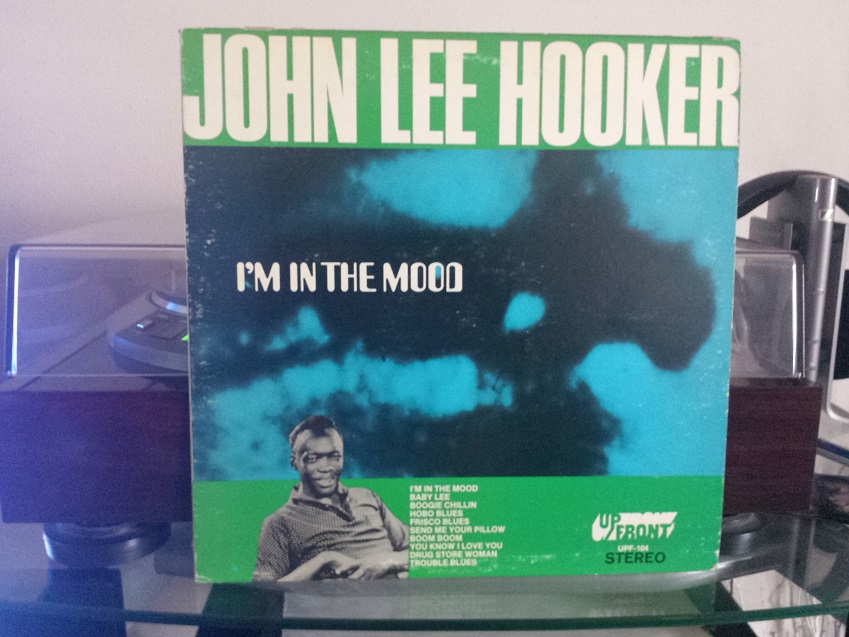 JOHN LEE HOOKER
I'M IN THE MOOD
I'M IN THE MOOD
BABY LEE
BOOGIE CHILLIN
HOBO BLUES
FRISCO BLUES
SEND ME YOUR PILLOW
BOOM BOOM
YOU KNOW I LOVE YOU
DRUG STORE WOMAN
TROUBLE BLUES
UP FRONT
UPF-104
STEREO